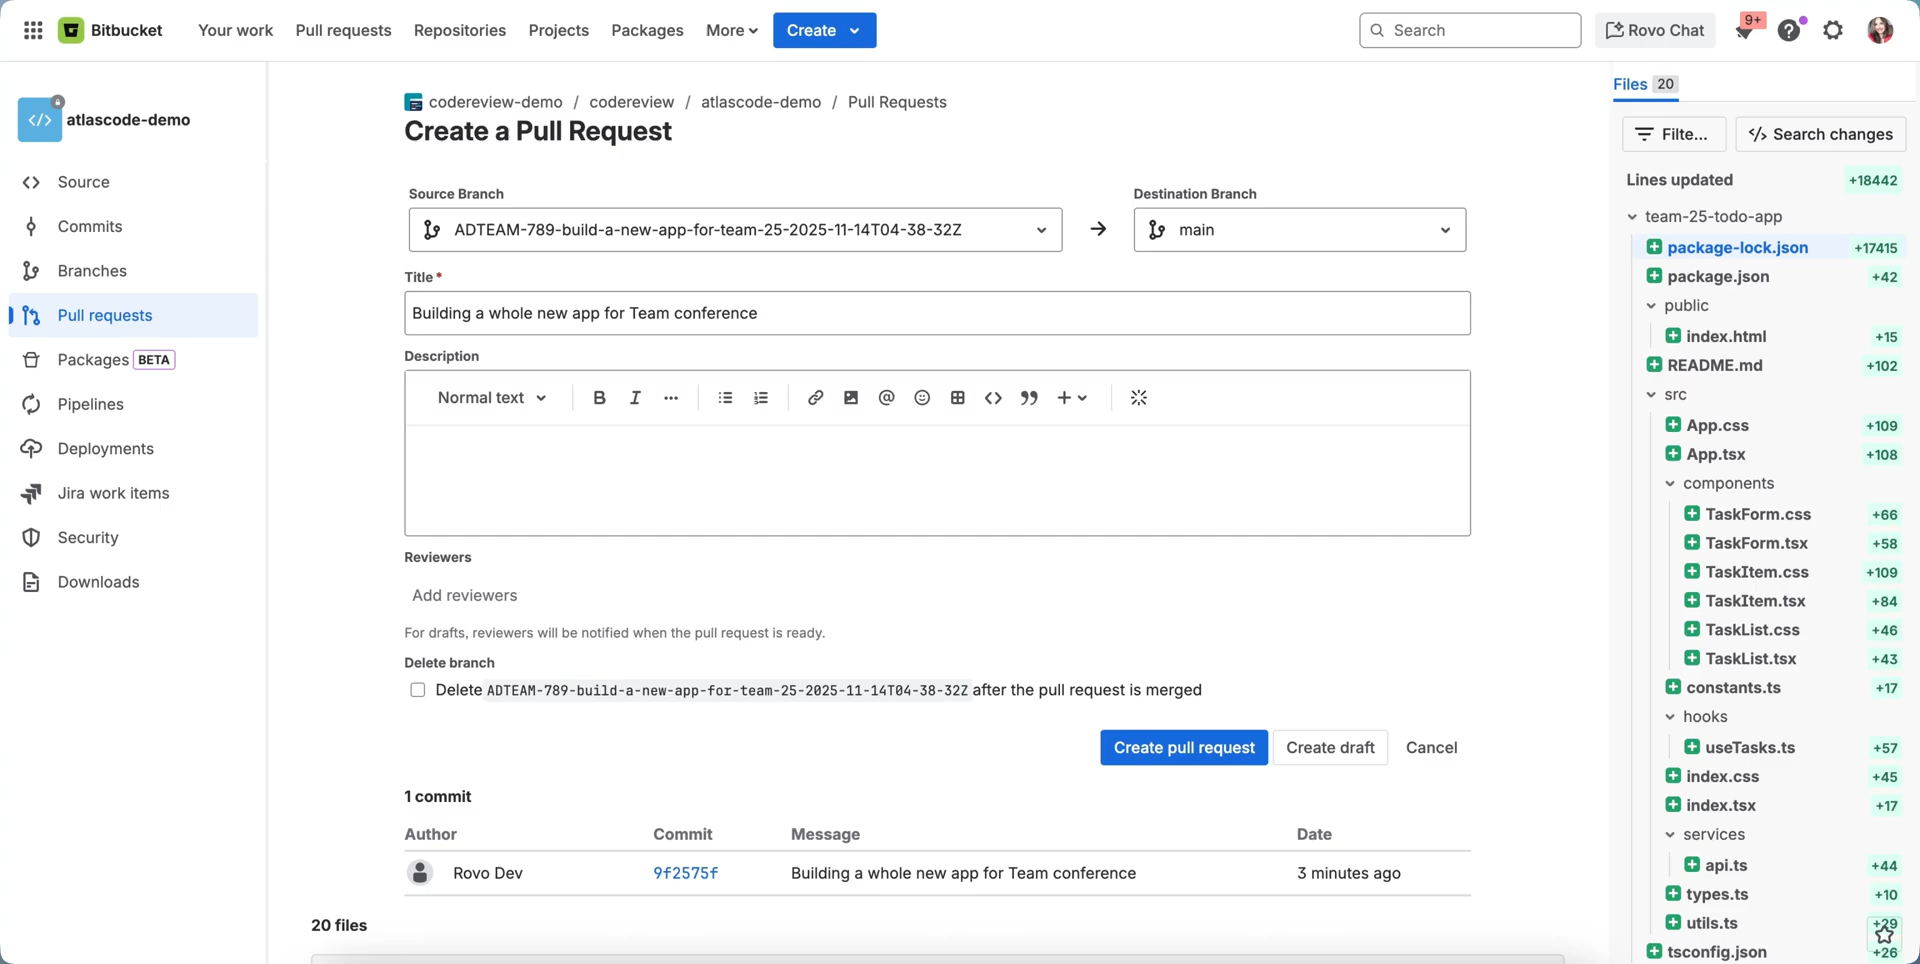 Bitbucket
Your work
Pull requests
Repositories
Projects
Packages
More
Create
Search
Rovo Chat
9+
atlascode-demo
Source
Commits
Branches
Pull requests
Packages BETA
Pipelines
Deployments
Jira work items
Security
Downloads
codereview-demo / codereview / atlascode-demo / Pull Requests
Create a Pull Request
Source Branch
ADTEAM-789-build-a-new-app-for-team-25-2025-11-14T04-38-32Z
Destination Branch
main
Title *
Building a whole new app for Team conference
Description
Normal text
Reviewers
Add reviewers
For drafts, reviewers will be notified when the pull request is ready.
Delete branch
Delete ADTEAM-789-build-a-new-app-for-team-25-2025-11-14T04-38-32Z after the pull request is merged
Create pull request
Create draft
Cancel
1 commit
Author Commit Message Date
Rovo Dev 9f2575f Building a whole new app for Team conference 3 minutes ago
20 files
Files 20
Filte...
Search changes
Lines updated +18442
team-25-todo-app
package-lock.json +17415
package.json +42
public
index.html +15
README.md +102
src
App.css +109
App.tsx +108
components
TaskForm.css +66
TaskForm.tsx +58
TaskItem.css +109
TaskItem.tsx +84
TaskList.css +46
TaskList.tsx +43
constants.ts +17
hooks
useTasks.ts +57
index.css +45
index.tsx +17
services
api.ts +44
types.ts +10
utils.ts +29
tsconfig.json +26